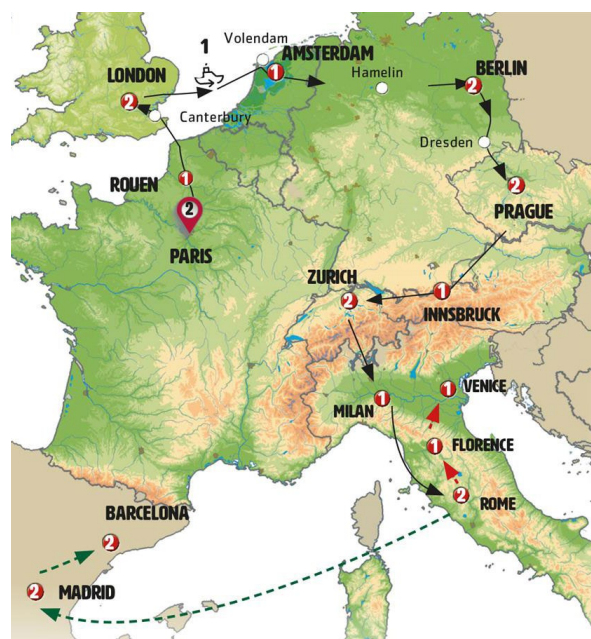 1
Volendam
AMSTERDAM
1
LONDON
2
Hamelin
BERLIN
2
Canterbury
Dresden
ROUEN
1
2
PARIS
2
PRAGUE
ZURICH
2
1
INNSBRUCK
1
VENICE
MILAN
1
1
FLORENCE
2
ROME
BARCELONA
2
2
MADRID